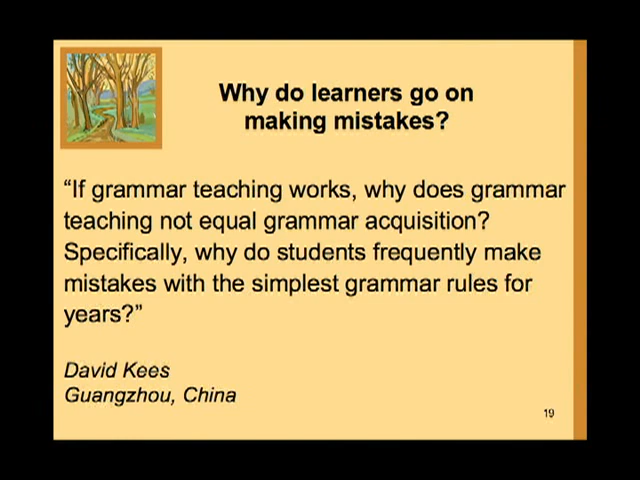 Why do learners go on
making mistakes?
“If grammar teaching works, why does grammar
teaching not equal grammar acquisition?
Specifically, why do students frequently make
mistakes with the simplest grammar rules for
years?”
David Kees
Guangzhou, China
19